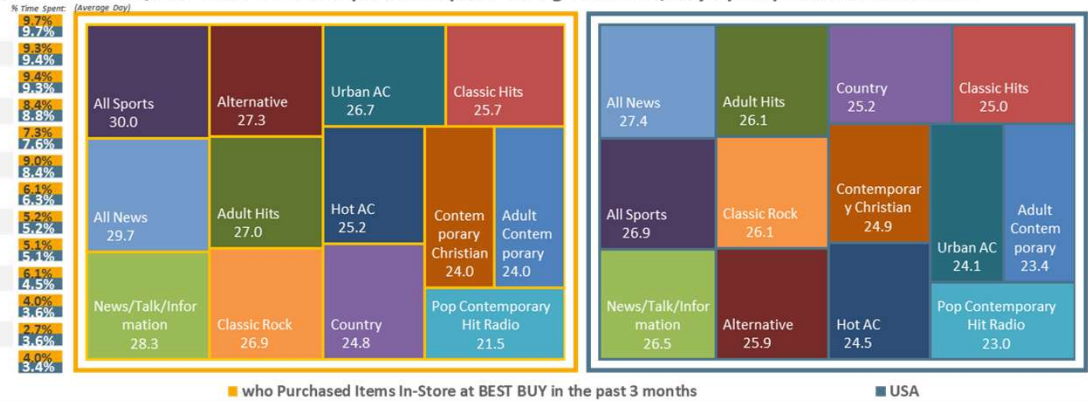 % Time Spent: (Average Day)
9.7%
9.7%
9.3%
9.4%
9.4%
9.3%
8.4%
8.8%
7.3%
7.6%
9.0%
8.4%
6.1%
6.3%
5.2%
5.2%
5.1%
5.1%
6.1%
4.5%
4.0%
3.6%
2.7%
3.6%
4.0%
3.4%
All Sports
30.0
Alternative
27.3
Urban AC
26.7
Classic Hits
25.7
All News
29.7
Adult Hits
27.0
Hot AC
25.2
Contem
porary
Christian
24.0
Adult
Contem
porary
24.0
News/Talk/Infor
mation
28.3
Classic Rock
26.9
Country
24.8
Pop Contemporary
Hit Radio
21.5
All News
27.4
Adult Hits
26.1
Country
25.2
Classic Hits
25.0
All Sports
26.9
Classic Rock
26.1
Contemporar
y Christian
24.9
Urban AC
24.1
Adult
Contem
porary
23.4
News/Talk/Infor
mation
26.5
Alternative
25.9
Hot AC
24.5
Pop Contemporary
Hit Radio
23.0
who Purchased Items In-Store at BEST BUY in the past 3 months
USA